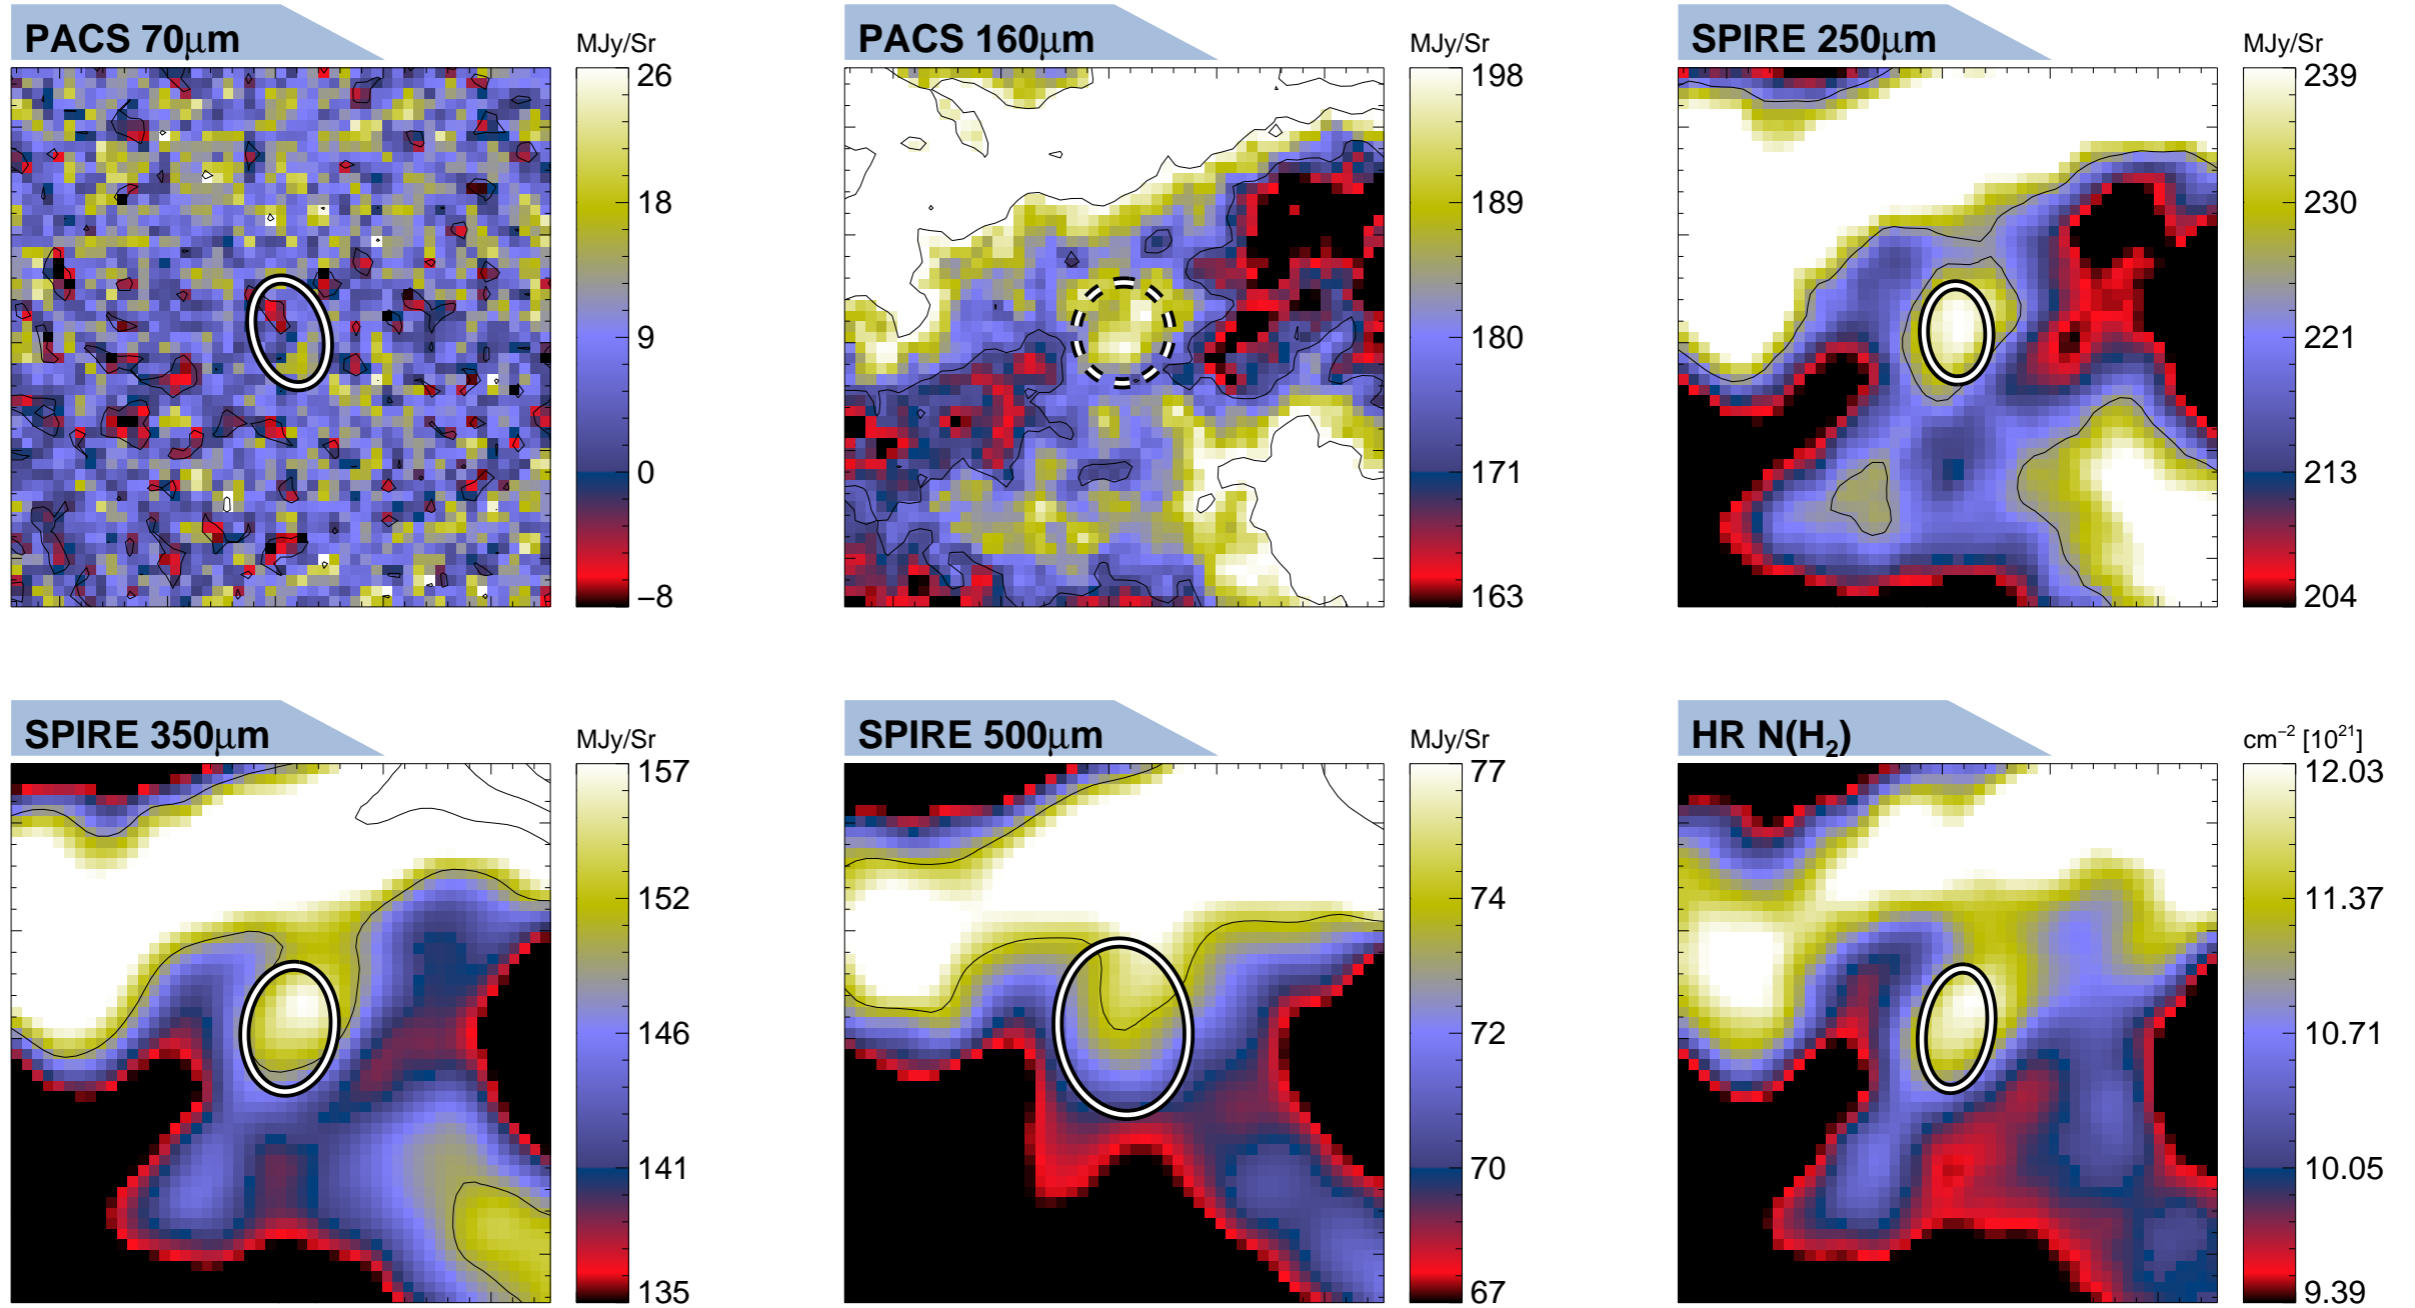 PACS 70μm
MJy/Sr
26
18
9
0
−8
PACS 160μm
MJy/Sr
198
189
180
171
163
SPIRE 250μm
MJy/Sr
239
230
221
213
204
SPIRE 350μm
MJy/Sr
157
152
146
141
135
SPIRE 500μm
MJy/Sr
77
74
72
70
67
HR N(H₂)
cm⁻² [10²¹]
12.03
11.37
10.71
10.05
9.39